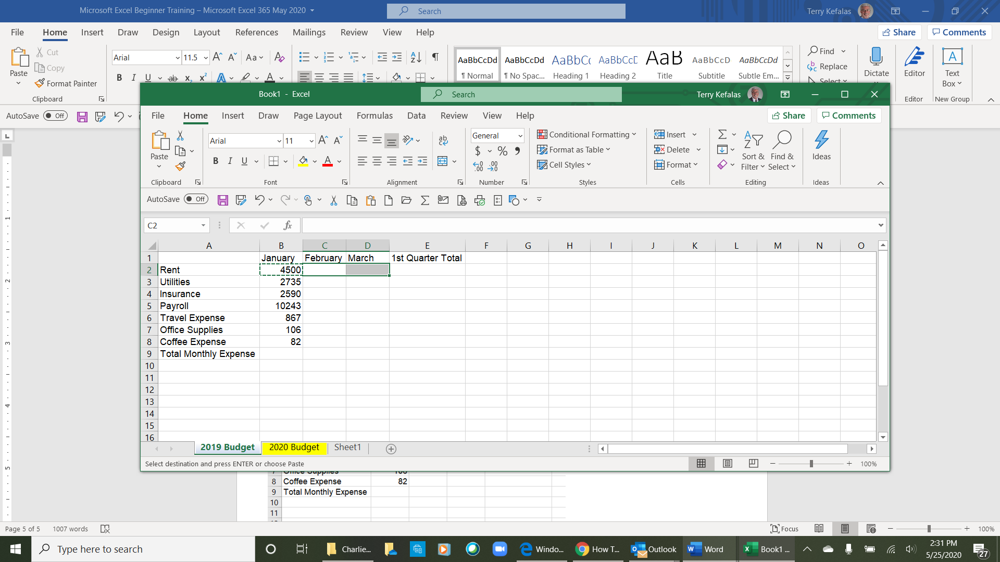 Microsoft Excel Beginner Training – Microsoft Excel 365 May 2020
Search
Terry Kefalas
File Home Insert Draw Design Layout References Mailings Review View Help
Share Comments
Paste
Cut
Copy
Format Painter
Clipboard
Arial 11.5
AaBbCcDd AaBbCcDd AaBbC AaBbCcE AaB AaBbCcD AaBbCcDd
¶ Normal ¶ No Spac... Heading 1 Heading 2 Title Subtitle Subtle Em...
Find
Replace
Select
Dictate
Editor
Text Box
Editor
New Group
AutoSave Off
Book1 - Excel
Search
Terry Kefalas
File Home Insert Draw Page Layout Formulas Data Review View Help
Share Comments
Paste
Arial 11
General
Conditional Formatting
Format as Table
Cell Styles
Insert
Delete
Format
Sort & Filter
Find & Select
Ideas
Clipboard Font Alignment Number Styles Cells Editing Ideas
AutoSave Off
C2
fx
A B C D E F G H I J K L M N O
1 January February March 1st Quarter Total
2 Rent 4500
3 Utilities 2735
4 Insurance 2590
5 Payroll 10243
6 Travel Expense 867
7 Office Supplies 106
8 Coffee Expense 82
9 Total Monthly Expense
10
11
12
13
14
15
16
2019 Budget 2020 Budget Sheet1
Select destination and press ENTER or choose Paste
100%
7 Office Supplies 106
8 Coffee Expense 82
9 Total Monthly Expense
10
11
Page 5 of 5 1007 words
Focus
100%
Type here to search
Charlie...
Windo...
How T...
Outlook
Word
Book1 ...
2:31 PM
5/25/2020
27